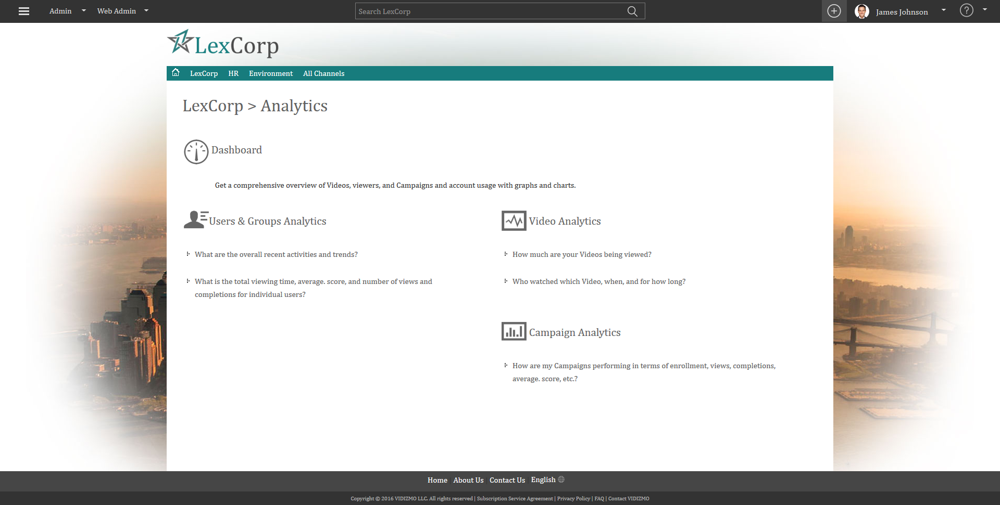 Admin Web Admin Search LexCorp James Johnson ?
LexCorp
LexCorp HR Environment All Channels
LexCorp > Analytics
Dashboard
Get a comprehensive overview of Videos, viewers, and Campaigns and account usage with graphs and charts.
Users & Groups Analytics
What are the overall recent activities and trends?
What is the total viewing time, average. score, and number of views and
completions for individual users?
Video Analytics
How much are your Videos being viewed?
Who watched which Video, when, and for how long?
Campaign Analytics
How are my Campaigns performing in terms of enrollment, views, completions,
average. score, etc.?
Home | About Us | Contact Us | English
Copyright © 2016 VIDIZMO LLC. All rights reserved | Subscription Service Agreement | Privacy Policy | FAQ | Contact VIDIZMO